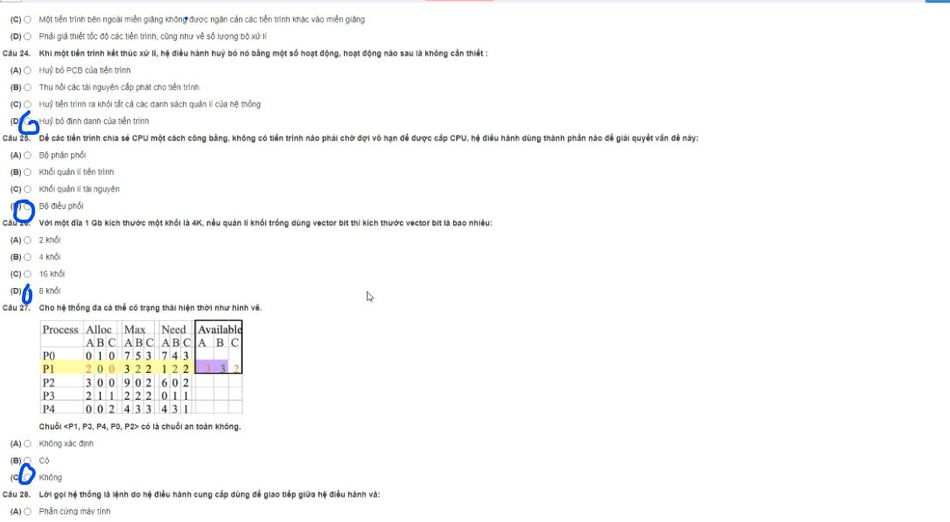 (C) Một tiến trình bên ngoài miền găng không được ngăn cản các tiến trình khác vào miền găng
(D) Phải giả thiết tốc độ các tiến trình, cũng như về số lượng bộ xử lí
Câu 24. Khi một tiến trình kết thúc xử lí, hệ điều hành huỷ bỏ nó bằng một số hoạt động, hoạt động nào sau là không cần thiết :
(A) Huỷ bỏ PCB của tiến trình
(B) Thu hồi các tài nguyên cấp phát cho tiến trình
(C) Huỷ tiến trình ra khỏi tất cả các danh sách quản lí của hệ thống
(D) Huỷ bỏ định danh của tiến trình
Câu 25. Để các tiến trình chia sẻ CPU một cách công bằng, không có tiến trình nào phải chờ đợi vô hạn để được cấp CPU, hệ điều hành dùng thành phần nào để giải quyết vấn đề này:
(A) Bộ phân phối
(B) Khối quản lí tiến trình
(C) Khối quản lí tài nguyên
(D) Bộ điều phối
Câu 26. Với một đĩa 1 Gb kích thước một khối là 4K, nếu quản lí khối trống dùng vector bit thì kích thước vector bit là bao nhiêu:
(A) 2 khối
(B) 4 khối
(C) 16 khối
(D) 8 khối
Câu 27. Cho hệ thống đa cá thể có trạng thái hiện thời như hình vẽ.
Process Alloc Max Need Available
A B C A B C A B C A B C
P0 0 1 0 7 5 3 7 4 3
P1 2 0 0 3 2 2 1 2 2 3 3 2
P2 3 0 0 9 0 2 6 0 2
P3 2 1 1 2 2 2 0 1 1
P4 0 0 2 4 3 3 4 3 1
Chuỗi <P1, P3, P4, P0, P2> có là chuỗi an toàn không.
(A) Không xác định
(B) Có
(C) Không
Câu 28. Lời gọi hệ thống là lệnh do hệ điều hành cung cấp dùng để giao tiếp giữa hệ điều hành và:
(A) Phần cứng máy tính